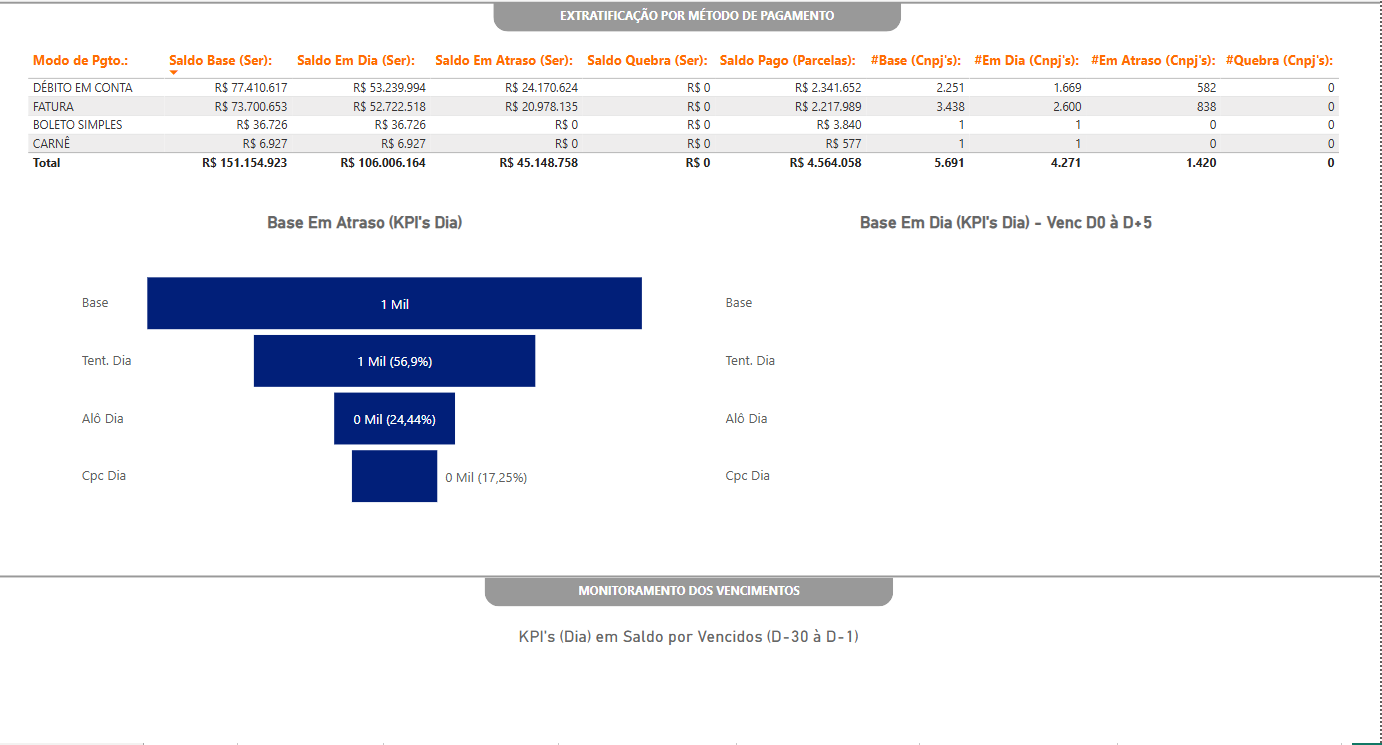 EXTRATIFICAÇÃO POR MÉTODO DE PAGAMENTO
Modo de Pgto.: Saldo Base (Ser): Saldo Em Dia (Ser): Saldo Em Atraso (Ser): Saldo Quebra (Ser): Saldo Pago (Parcelas): #Base (Cnpj's): #Em Dia (Cnpj's): #Em Atraso (Cnpj's): #Quebra (Cnpj's):
DÉBITO EM CONTA R$ 77.410.617 R$ 53.239.994 R$ 24.170.624 R$ 0 R$ 2.341.652 2.251 1.669 582 0
FATURA R$ 73.700.653 R$ 52.722.518 R$ 20.978.135 R$ 0 R$ 2.217.989 3.438 2.600 838 0
BOLETO SIMPLES R$ 36.726 R$ 36.726 R$ 0 R$ 0 R$ 3.840 1 1 0 0
CARNÊ R$ 6.927 R$ 6.927 R$ 0 R$ 0 R$ 577 1 1 0 0
Total R$ 151.154.923 R$ 106.006.164 R$ 45.148.758 R$ 0 R$ 4.564.058 5.691 4.271 1.420 0
Base Em Atraso (KPI's Dia)
Base 1 Mil
Tent. Dia 1 Mil (56,9%)
Alô Dia 0 Mil (24,44%)
Cpc Dia 0 Mil (17,25%)
Base Em Dia (KPI's Dia) - Venc D0 à D+5
Base
Tent. Dia
Alô Dia
Cpc Dia
MONITORAMENTO DOS VENCIMENTOS
KPI's (Dia) em Saldo por Vencidos (D-30 à D-1)